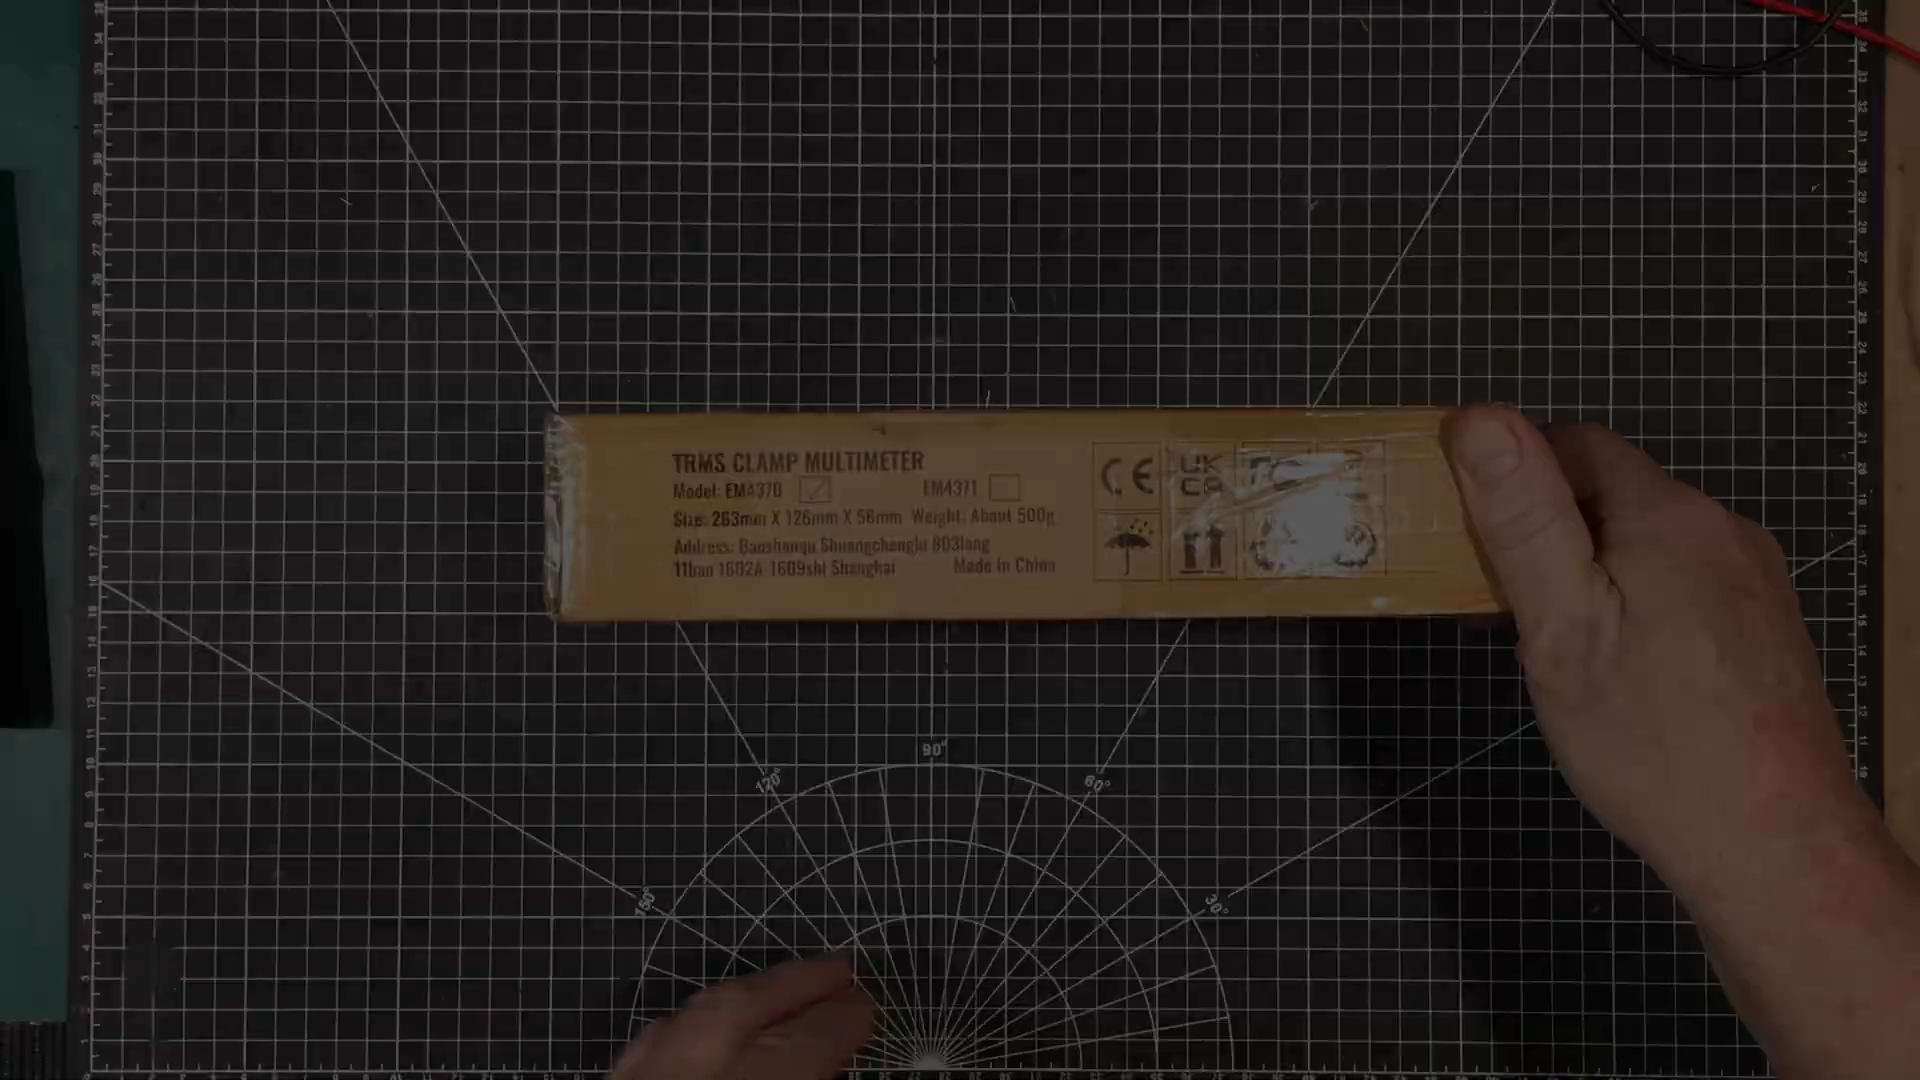 TRMS CLAMP MULTIMETER
Model: EM4370 EM4371
Size: 263mm X 126mm X 56mm Weight: About 500g
Address: Baoshanqu Shuangchenglu 803long
11hao 1602A 1609shi Shanghai Made in China
CE
UK
CA
90°
120°
60°
150°
30°